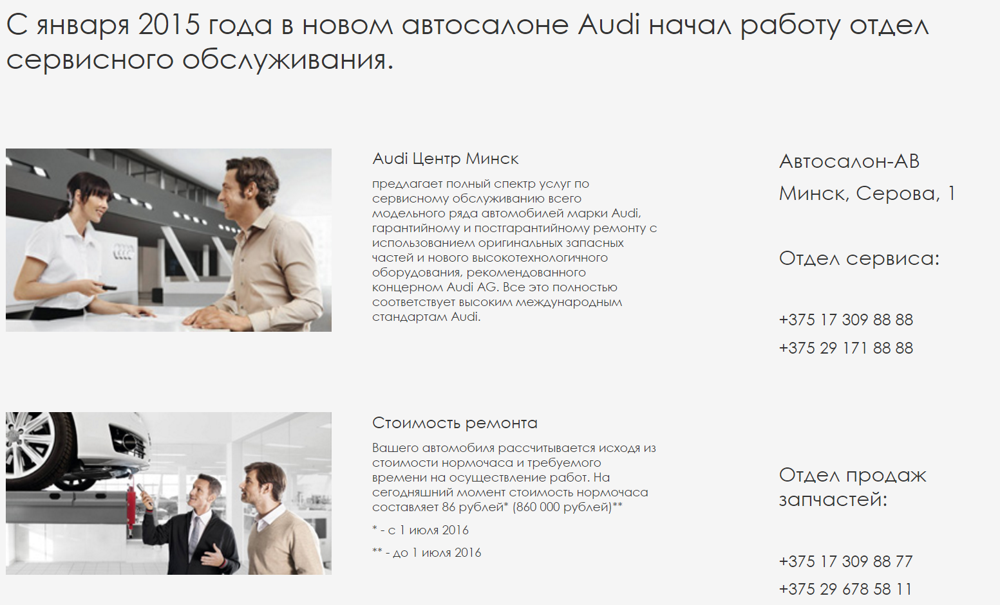 С января 2015 года в новом автосалоне Audi начал работу отдел
сервисного обслуживания.
Audi Центр Минск
предлагает полный спектр услуг по
сервисному обслуживанию всего
модельного ряда автомобилей марки Audi,
гарантийному и постгарантийному ремонту с
использованием оригинальных запасных
частей и нового высокотехнологичного
оборудования, рекомендованного
концерном Audi AG. Все это полностью
соответствует высоким международным
стандартам Audi.
Стоимость ремонта
Вашего автомобиля рассчитывается исходя из
стоимости нормочаса и требуемого
времени на осуществление работ. На
сегодняшний момент стоимость нормочаса
составляет 86 рублей* (860 000 рублей)**
* - с 1 июля 2016
** - до 1 июля 2016
Автосалон-АВ
Минск, Серова, 1
Отдел сервиса:
+375 17 309 88 88
+375 29 171 88 88
Отдел продаж
запчастей:
+375 17 309 88 77
+375 29 678 58 11